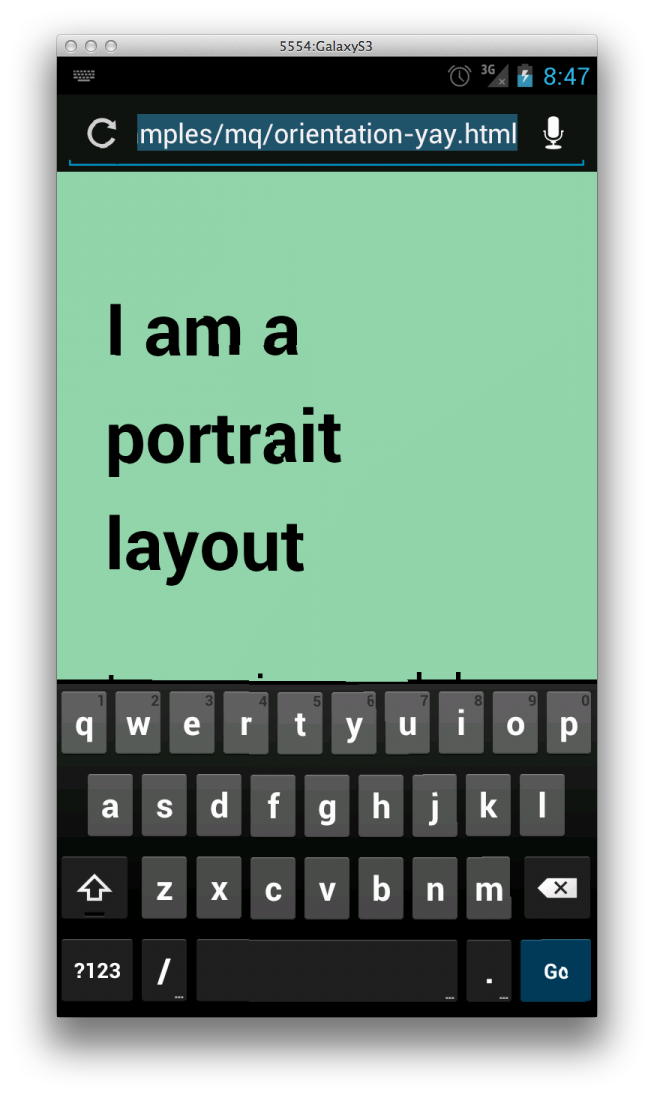 5554:GalaxyS3
3G 8:47
mples/mq/orientation-yay.html
I am a
portrait
layout
1 2 3 4 5 6 7 8 9 0
q w e r t y u i o p
a s d f g h j k l
z x c v b n m
?123 / ... ... . ... Go